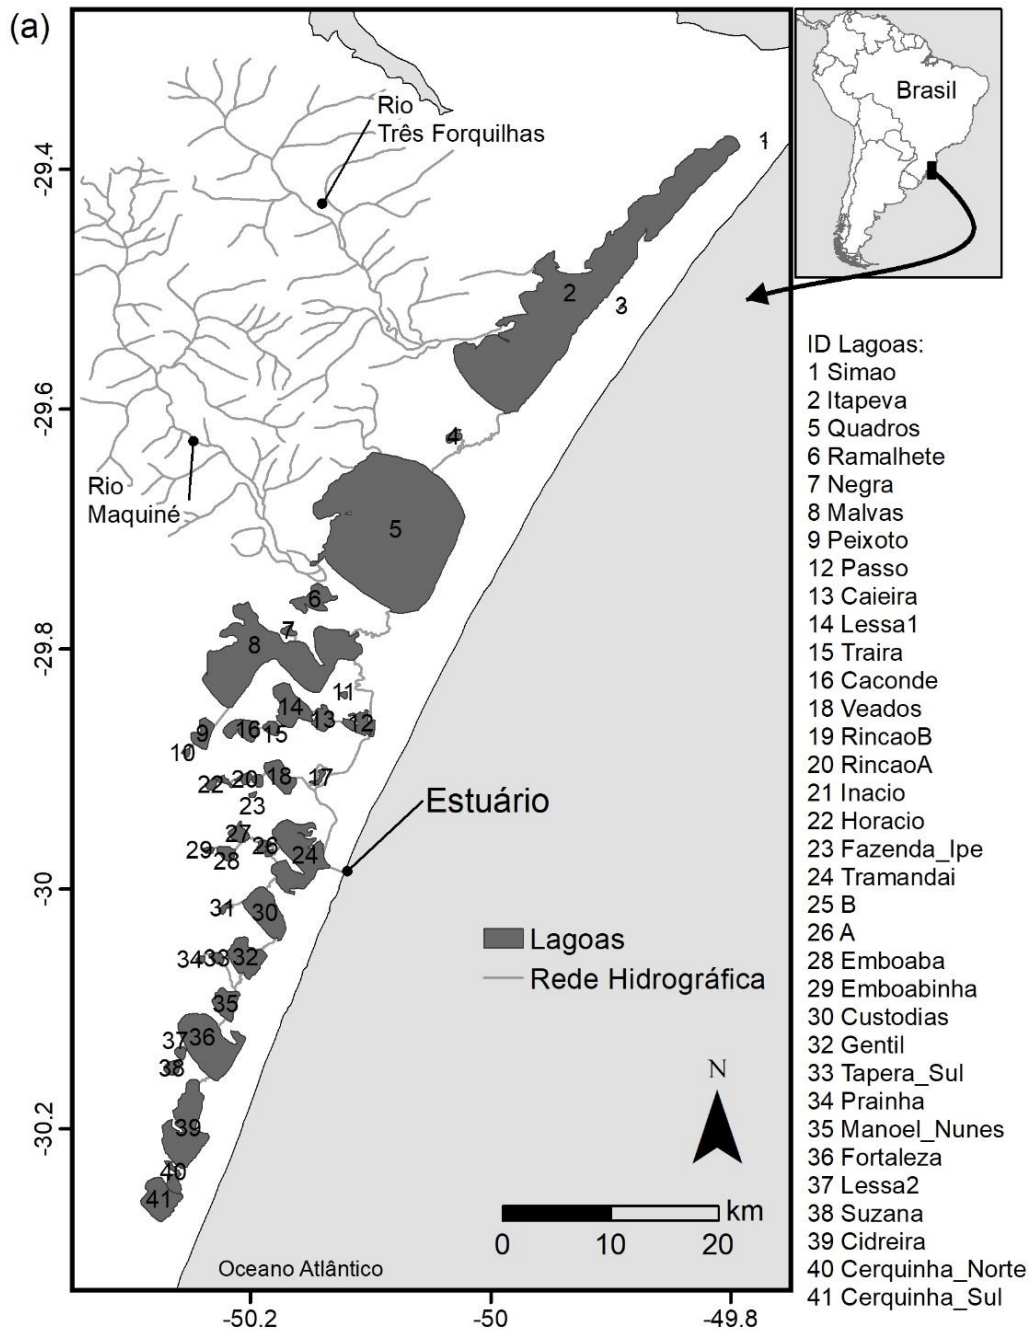 (a)
Rio
Três Forquilhas
1
Brasil
-29.4
2
3
ID Lagoas:
1 Simao
2 Itapeva
5 Quadros
6 Ramalhete
7 Negra
8 Malvas
9 Peixoto
12 Passo
13 Caieira
14 Lessa1
15 Traira
16 Caconde
18 Veados
19 RincaoB
20 RincaoA
21 Inacio
22 Horacio
23 Fazenda_Ipe
24 Tramandai
25 B
26 A
28 Emboaba
29 Emboabinha
30 Custodias
32 Gentil
33 Tapera_Sul
34 Prainha
35 Manoel_Nunes
36 Fortaleza
37 Lessa2
38 Suzana
39 Cidreira
40 Cerquinha_Norte
41 Cerquinha_Sul
-29.6
4
Rio
Maquiné
5
6
7
-29.8
8
11
14
13
12
9
16
15
10
22
20
18
17
23
Estuário
27
29
28
26
24
-30
31
30
Lagoas
34
33
32
Rede Hidrográfica
35
37
36
38
N
-30.2
39
40
41
km
0
10
20
Oceano Atlântico
-50.2
-50
-49.8